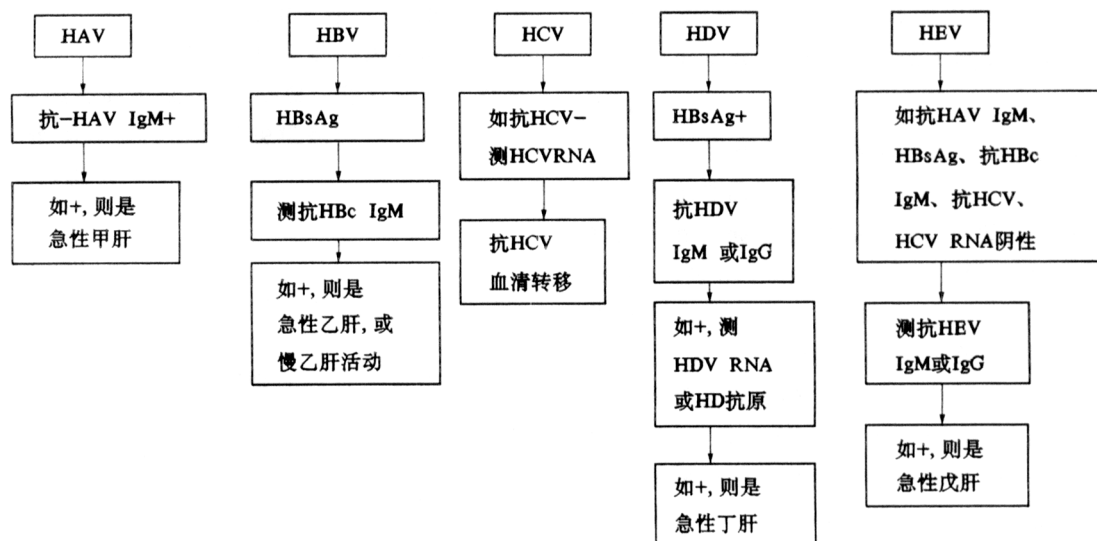 HAV
抗-HAV IgM+
如+,则是
急性甲肝
HBV
HBsAg
测抗HBc IgM
如+,则是
急性乙肝,或
慢乙肝活动
HCV
如抗HCV-
测HCVRNA
抗HCV
血清转移
HDV
HBsAg+
抗HDV
IgM 或IgG
如+,测
HDV RNA
或HD抗原
如+,则是
急性丁肝
HEV
如抗HAV IgM、
HBsAg、抗HBc
IgM、抗HCV、
HCV RNA阴性
测抗HEV
IgM或IgG
如+,则是
急性戊肝